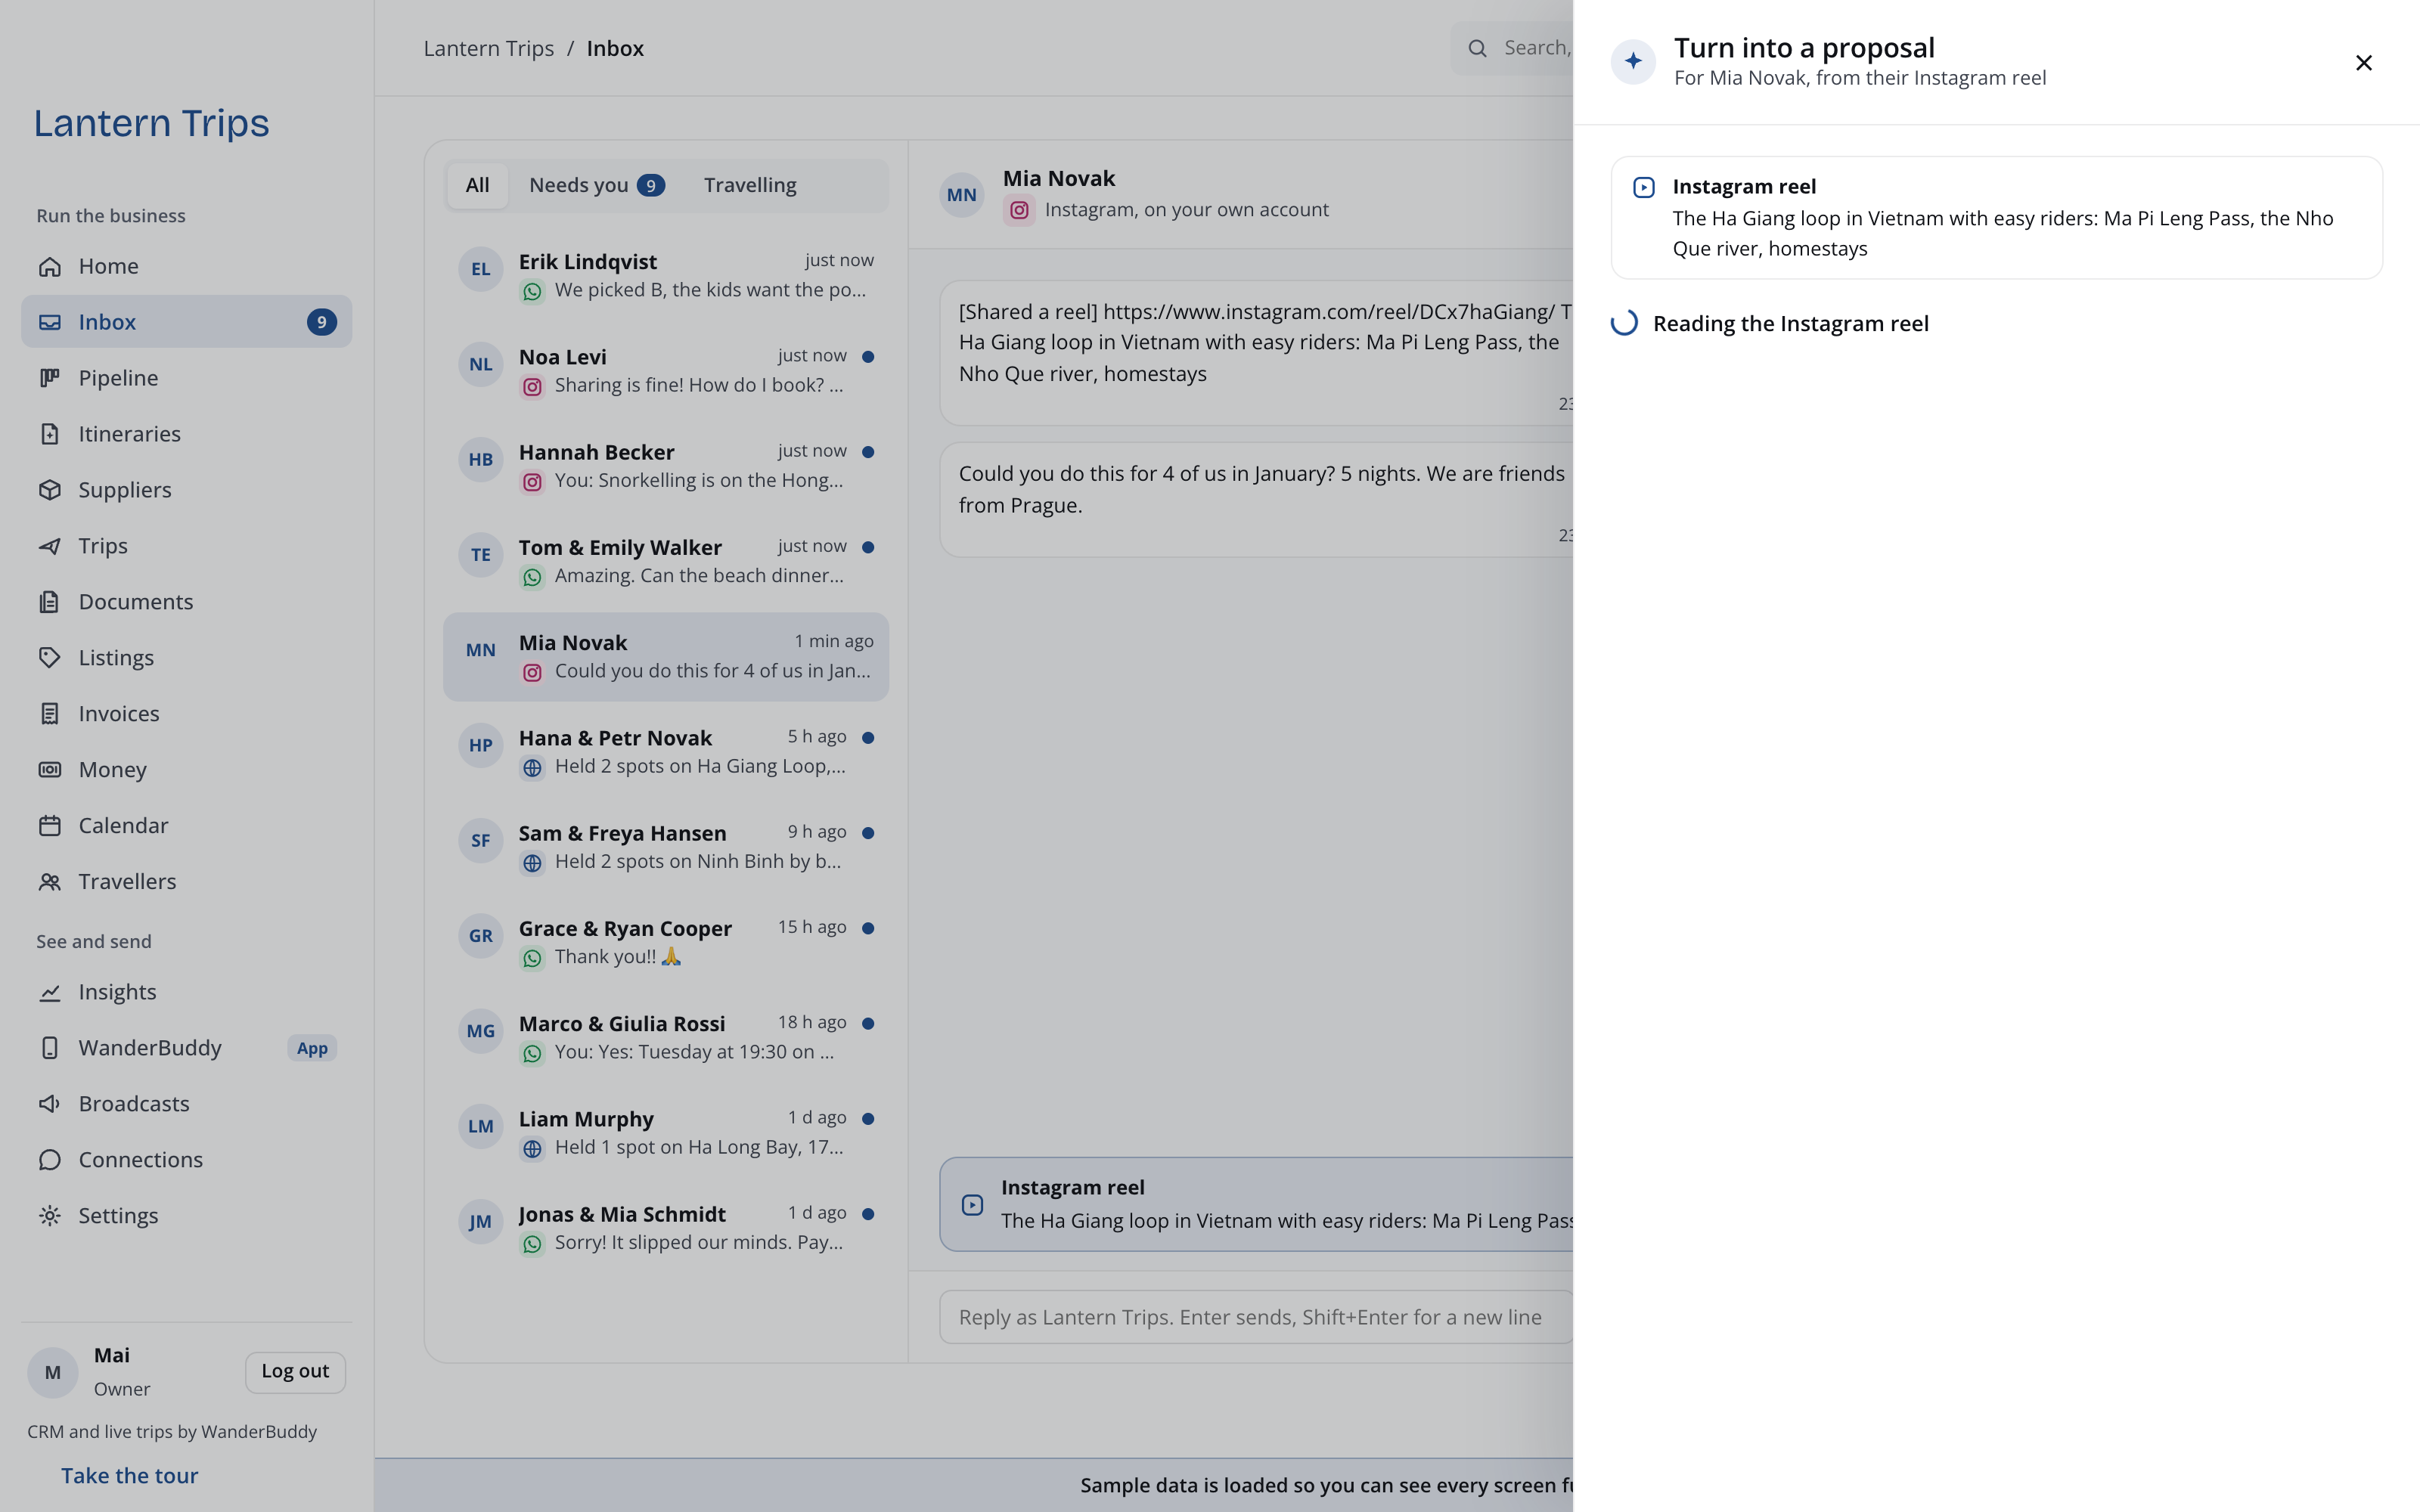 Lantern Trips
Run the business
Home
Inbox 9
Pipeline
Itineraries
Suppliers
Trips
Documents
Listings
Invoices
Money
Calendar
Travellers
See and send
Insights
WanderBuddy App
Broadcasts
Connections
Settings
M Mai
Owner
Log out
CRM and live trips by WanderBuddy
Take the tour
Lantern Trips / Inbox
Search,
All Needs you 9 Travelling
EL Erik Lindqvist just now
We picked B, the kids want the po...
NL Noa Levi just now
Sharing is fine! How do I book? ...
HB Hannah Becker just now
You: Snorkelling is on the Hong...
TE Tom & Emily Walker just now
Amazing. Can the beach dinner...
MN Mia Novak 1 min ago
Could you do this for 4 of us in Jan...
HP Hana & Petr Novak 5 h ago
Held 2 spots on Ha Giang Loop,...
SF Sam & Freya Hansen 9 h ago
Held 2 spots on Ninh Binh by b...
GR Grace & Ryan Cooper 15 h ago
Thank you!! 🙏
MG Marco & Giulia Rossi 18 h ago
You: Yes: Tuesday at 19:30 on ...
LM Liam Murphy 1 d ago
Held 1 spot on Ha Long Bay, 17...
JM Jonas & Mia Schmidt 1 d ago
Sorry! It slipped our minds. Pay...
MN Mia Novak
Instagram, on your own account
[Shared a reel] https://www.instagram.com/reel/DCx7haGiang/
Ha Giang loop in Vietnam with easy riders: Ma Pi Leng Pass, the
Nho Que river, homestays
Could you do this for 4 of us in January? 5 nights. We are friends
from Prague.
Instagram reel
The Ha Giang loop in Vietnam with easy riders: Ma Pi Leng Pass
Reply as Lantern Trips. Enter sends, Shift+Enter for a new line
Sample data is loaded so you can see every screen
Turn into a proposal
For Mia Novak, from their Instagram reel
Instagram reel
The Ha Giang loop in Vietnam with easy riders: Ma Pi Leng Pass, the Nho
Que river, homestays
Reading the Instagram reel